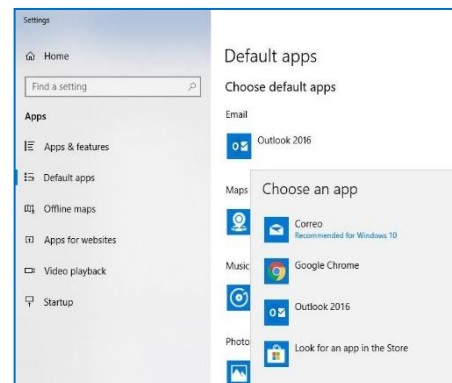 Settings
Home
Find a setting
Apps
Apps & features
Default apps
Offline maps
Apps for websites
Video playback
Startup
Default apps
Choose default apps
Email
Outlook 2016
Maps
Choose an app
Correo
Recommended for Windows 10
Music
Google Chrome
Outlook 2016
Photo
Look for an app in the Store